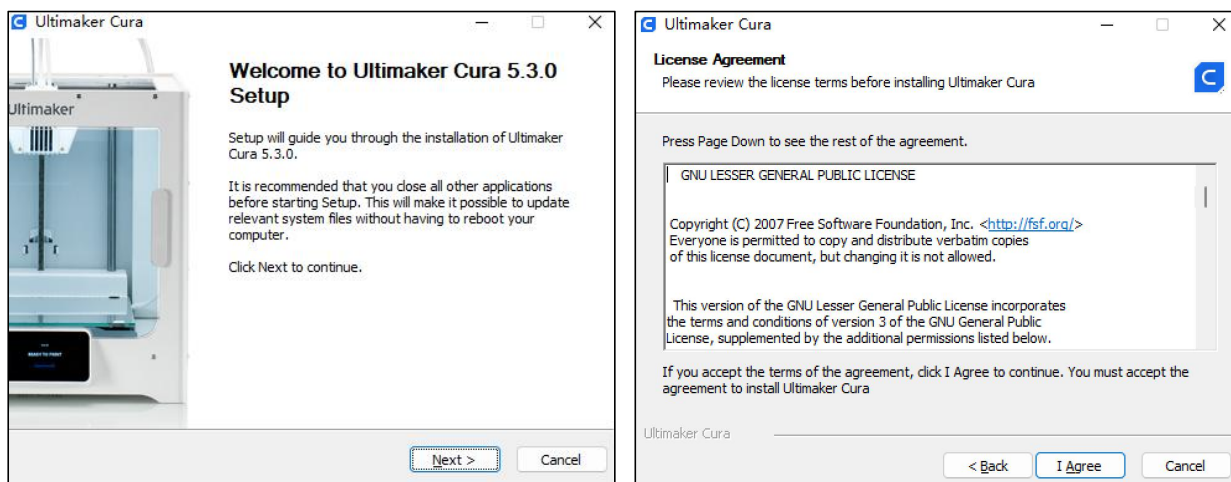 Ultimaker Cura
Ultimaker
READY TO PRINT
Welcome to Ultimaker Cura 5.3.0
Setup
Setup will guide you through the installation of Ultimaker
Cura 5.3.0.
It is recommended that you close all other applications
before starting Setup. This will make it possible to update
relevant system files without having to reboot your
computer.
Click Next to continue.
Next >
Cancel
Ultimaker Cura
License Agreement
Please review the license terms before installing Ultimaker Cura
Press Page Down to see the rest of the agreement.
GNU LESSER GENERAL PUBLIC LICENSE
Copyright (C) 2007 Free Software Foundation, Inc. <http://fsf.org/>
Everyone is permitted to copy and distribute verbatim copies
of this license document, but changing it is not allowed.
This version of the GNU Lesser General Public License incorporates
the terms and conditions of version 3 of the GNU General Public
License, supplemented by the additional permissions listed below.
If you accept the terms of the agreement, click I Agree to continue. You must accept the
agreement to install Ultimaker Cura
Ultimaker Cura
< Back
I Agree
Cancel